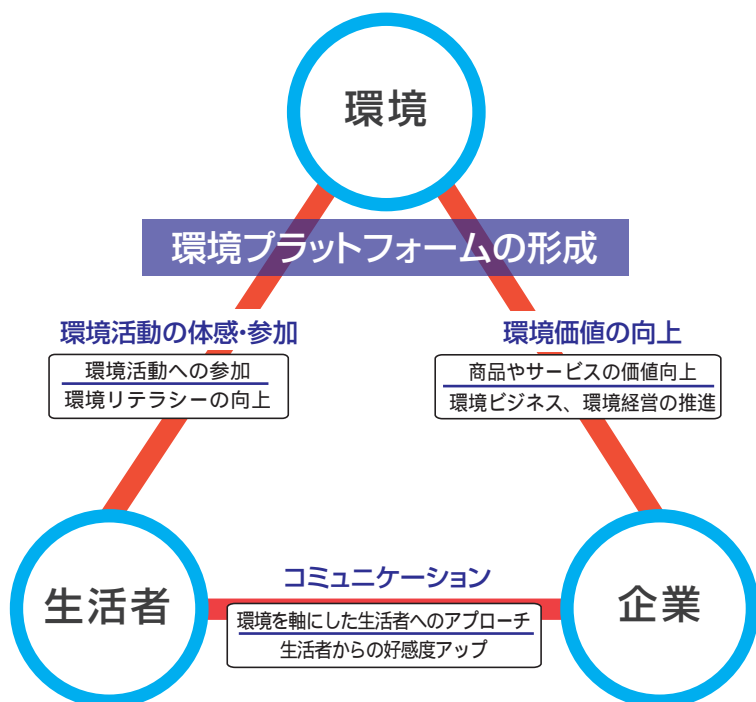 環境
環境プラットフォームの形成
環境活動の体感・参加
環境活動への参加
環境リテラシーの向上
環境価値の向上
商品やサービスの価値向上
環境ビジネス、環境経営の推進
生活者
コミュニケーション
環境を軸にした生活者へのアプローチ
生活者からの好感度アップ
企業